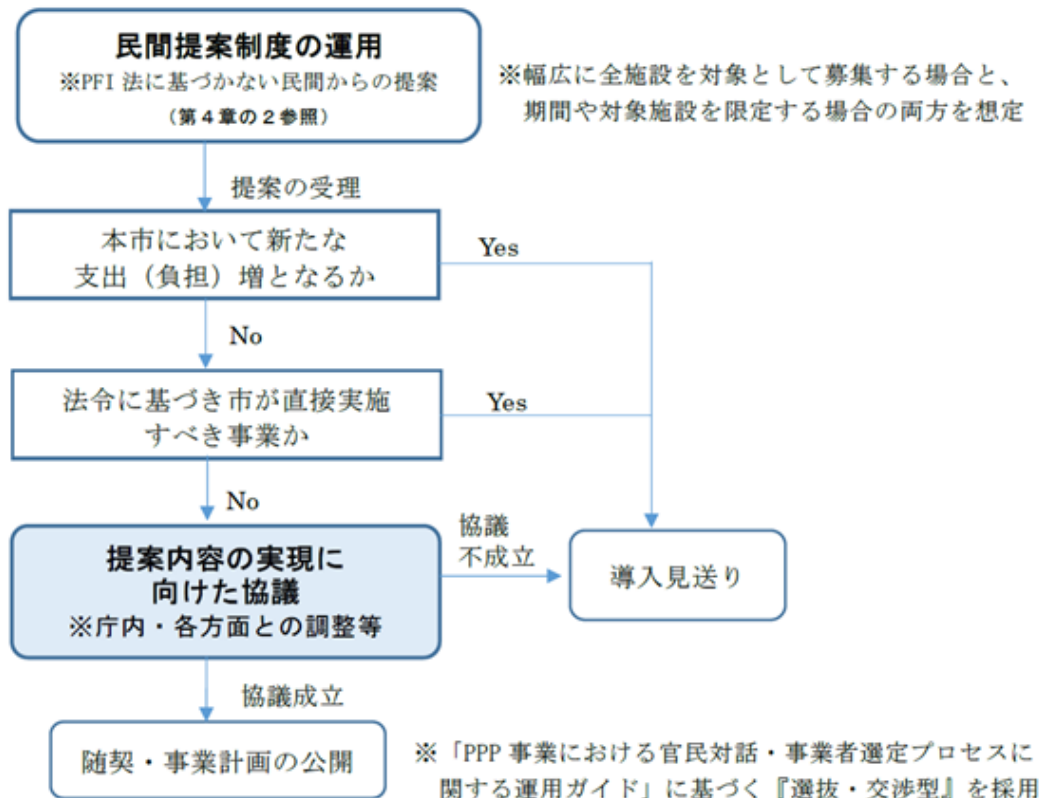 民間提案制度の運用
※PFI 法に基づかない民間からの提案
（第４章の２参照）
※幅広に全施設を対象として募集する場合と、
期間や対象施設を限定する場合の両方を想定
提案の受理
本市において新たな
支出（負担）増となるか
Yes
No
法令に基づき市が直接実施
すべき事業か
Yes
No
提案内容の実現に
向けた協議
※庁内・各方面との調整等
協議
不成立
導入見送り
協議成立
随契・事業計画の公開
※「PPP 事業における官民対話・事業者選定プロセスに
関する運用ガイド」に基づく『選抜・交渉型』を採用